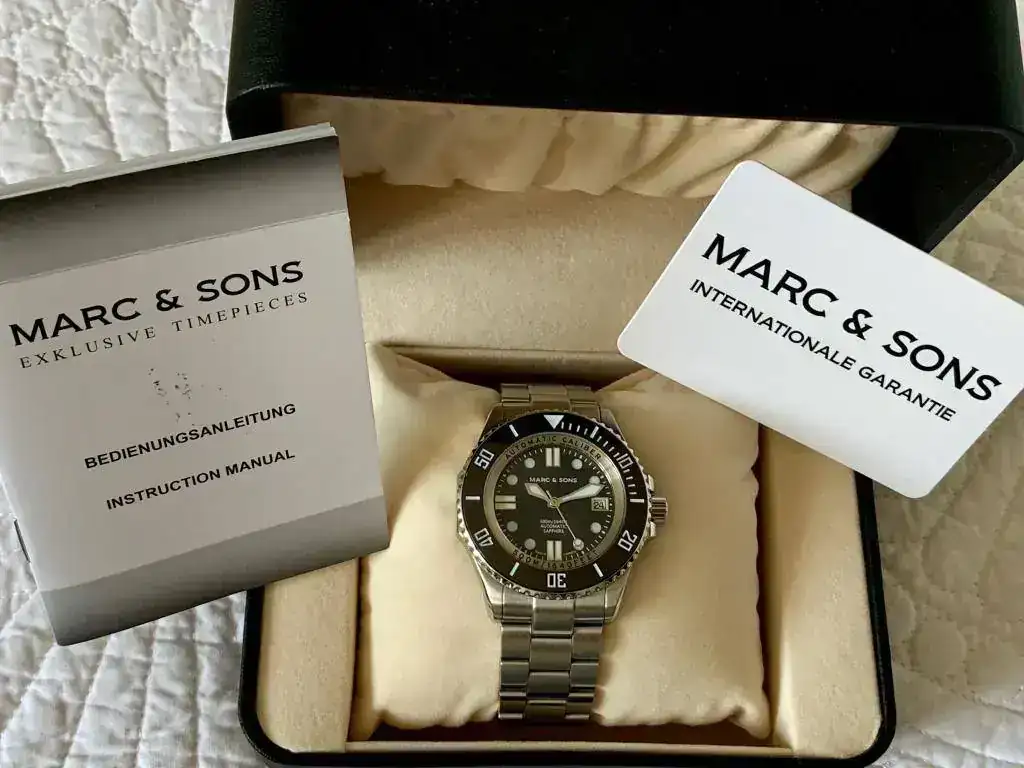 MARC & SONS
EXKLUSIVE TIMEPIECES
BEDIENUNGSANLEITUNG
INSTRUCTION MANUAL
MARC & SONS
INTERNATIONALE GARANTIE
10
20
30
40
50
AUTOMATIC CALIBER
MARC & SONS
24
AUTOMATIC
SAPPHIRE